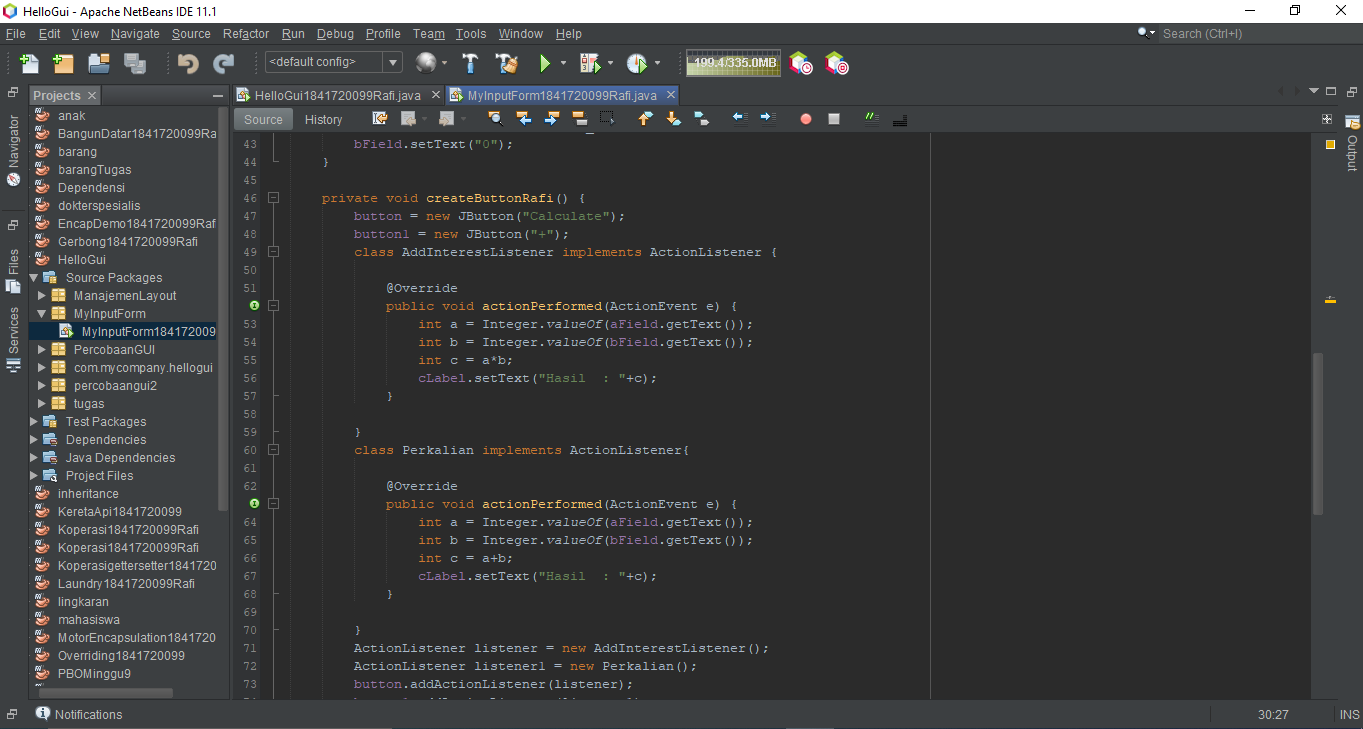 HelloGui - Apache NetBeans IDE 11.1
File Edit View Navigate Source Refactor Run Debug Profile Team Tools Window Help
Search (Ctrl+I)
<default config>
199.4/335.0MB
Projects
HelloGui1841720099Rafi.java
MyInputForm1841720099Rafi.java
Source History
Navigator
Files
Services
Output
anak
BangunDatar1841720099Ra
barang
barangTugas
Dependensi
dokterspesialis
EncapDemo1841720099Raf
Gerbong1841720099Rafi
HelloGui
Source Packages
ManajemenLayout
MyInputForm
MyInputForm184172009
PercobaanGUI
com.mycompany.hellogui
percobaangui2
tugas
Test Packages
Dependencies
Java Dependencies
Project Files
inheritance
KeretaApi1841720099
Koperasi1841720099Rafi
Koperasi1841720099Rafi
Koperasigettersetter1841720
Laundry1841720099Rafi
lingkaran
mahasiswa
MotorEncapsulation1841720
Overriding1841720099
PBOMinggu9
43 bField.setText("0");
44 }
45
46 private void createButtonRafi() {
47 button = new JButton("Calculate");
48 button1 = new JButton("+");
49 class AddInterestListener implements ActionListener {
50
51 @Override
public void actionPerformed(ActionEvent e) {
53 int a = Integer.valueOf(aField.getText());
54 int b = Integer.valueOf(bField.getText());
55 int c = a*b;
56 cLabel.setText("Hasil : "+c);
57 }
58
59 }
60 class Perkalian implements ActionListener{
61
62 @Override
public void actionPerformed(ActionEvent e) {
64 int a = Integer.valueOf(aField.getText());
65 int b = Integer.valueOf(bField.getText());
66 int c = a+b;
67 cLabel.setText("Hasil : "+c);
68 }
69
70 }
71 ActionListener listener = new AddInterestListener();
72 ActionListener listener1 = new Perkalian();
73 button.addActionListener(listener);
Notifications
30:27
INS